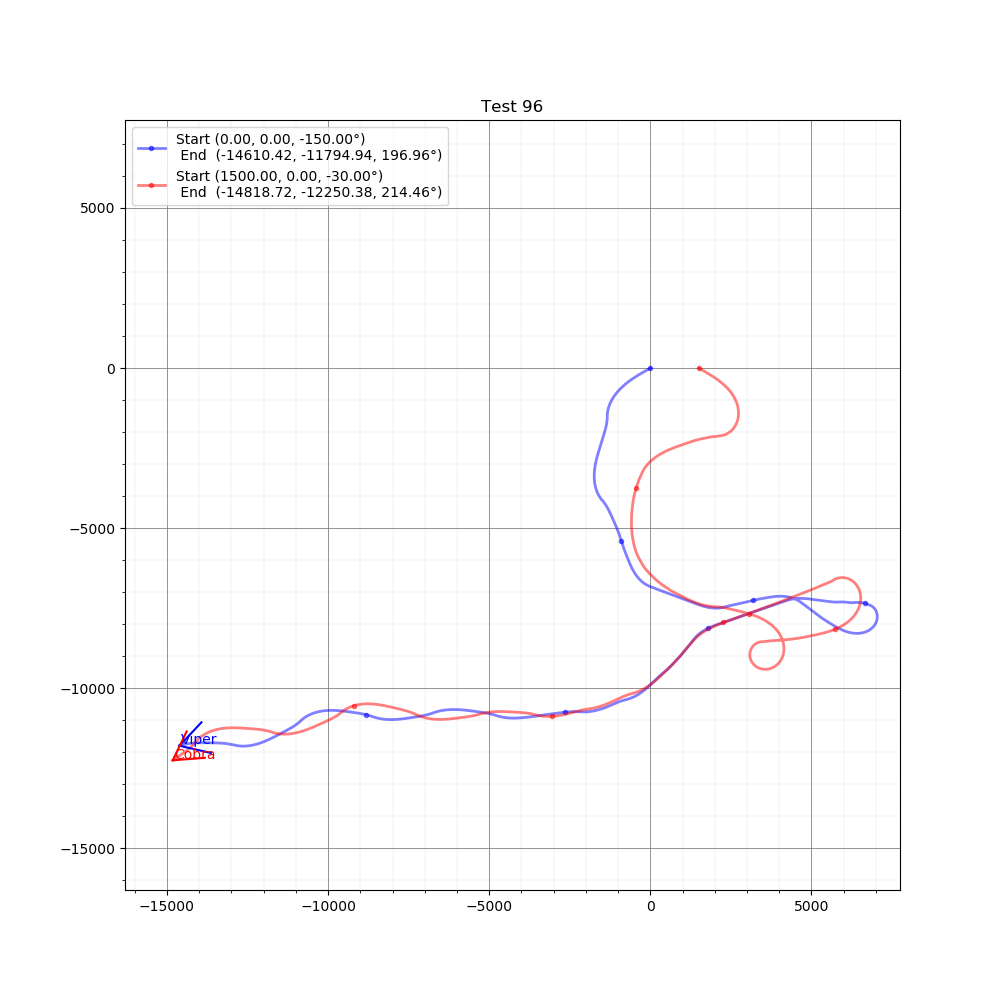 Test 96
Start (0.00, 0.00, -150.00°)
End  (-14610.42, -11794.94, 196.96°)
Start (1500.00, 0.00, -30.00°)
End  (-14818.72, -12250.38, 214.46°)
5000
0
−5000
−10000
−15000
Viper
Cobra
−15000
−10000
−5000
0
5000